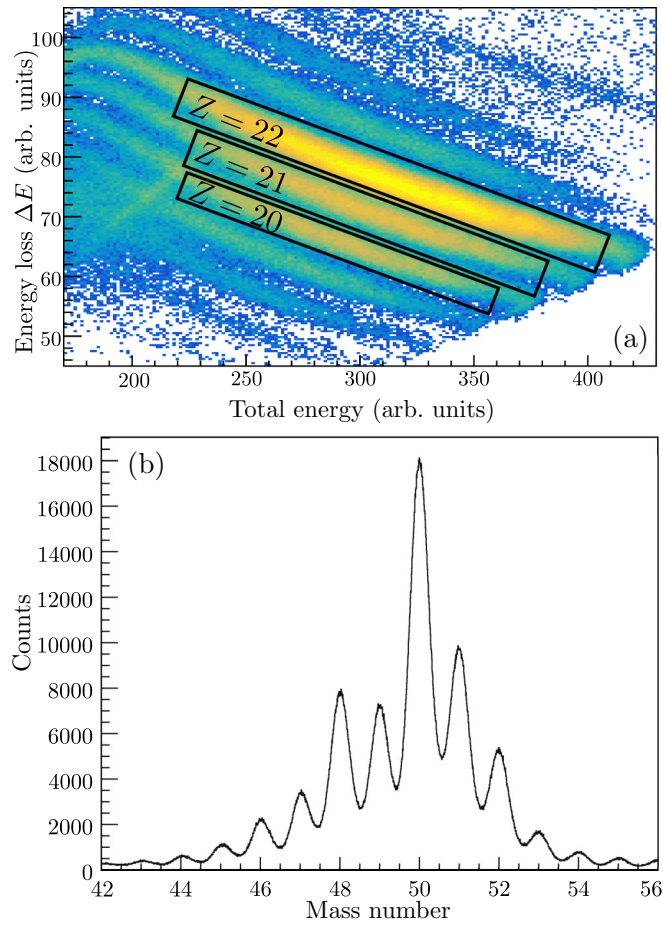 100
90
80
70
60
50
Energy loss ΔE (arb. units)
Z = 22
Z = 21
Z = 20
(a)
200 250 300 350 400
Total energy (arb. units)
(b)
18000
16000
14000
12000
10000
8000
6000
4000
2000
0
Counts
42 44 46 48 50 52 54 56
Mass number